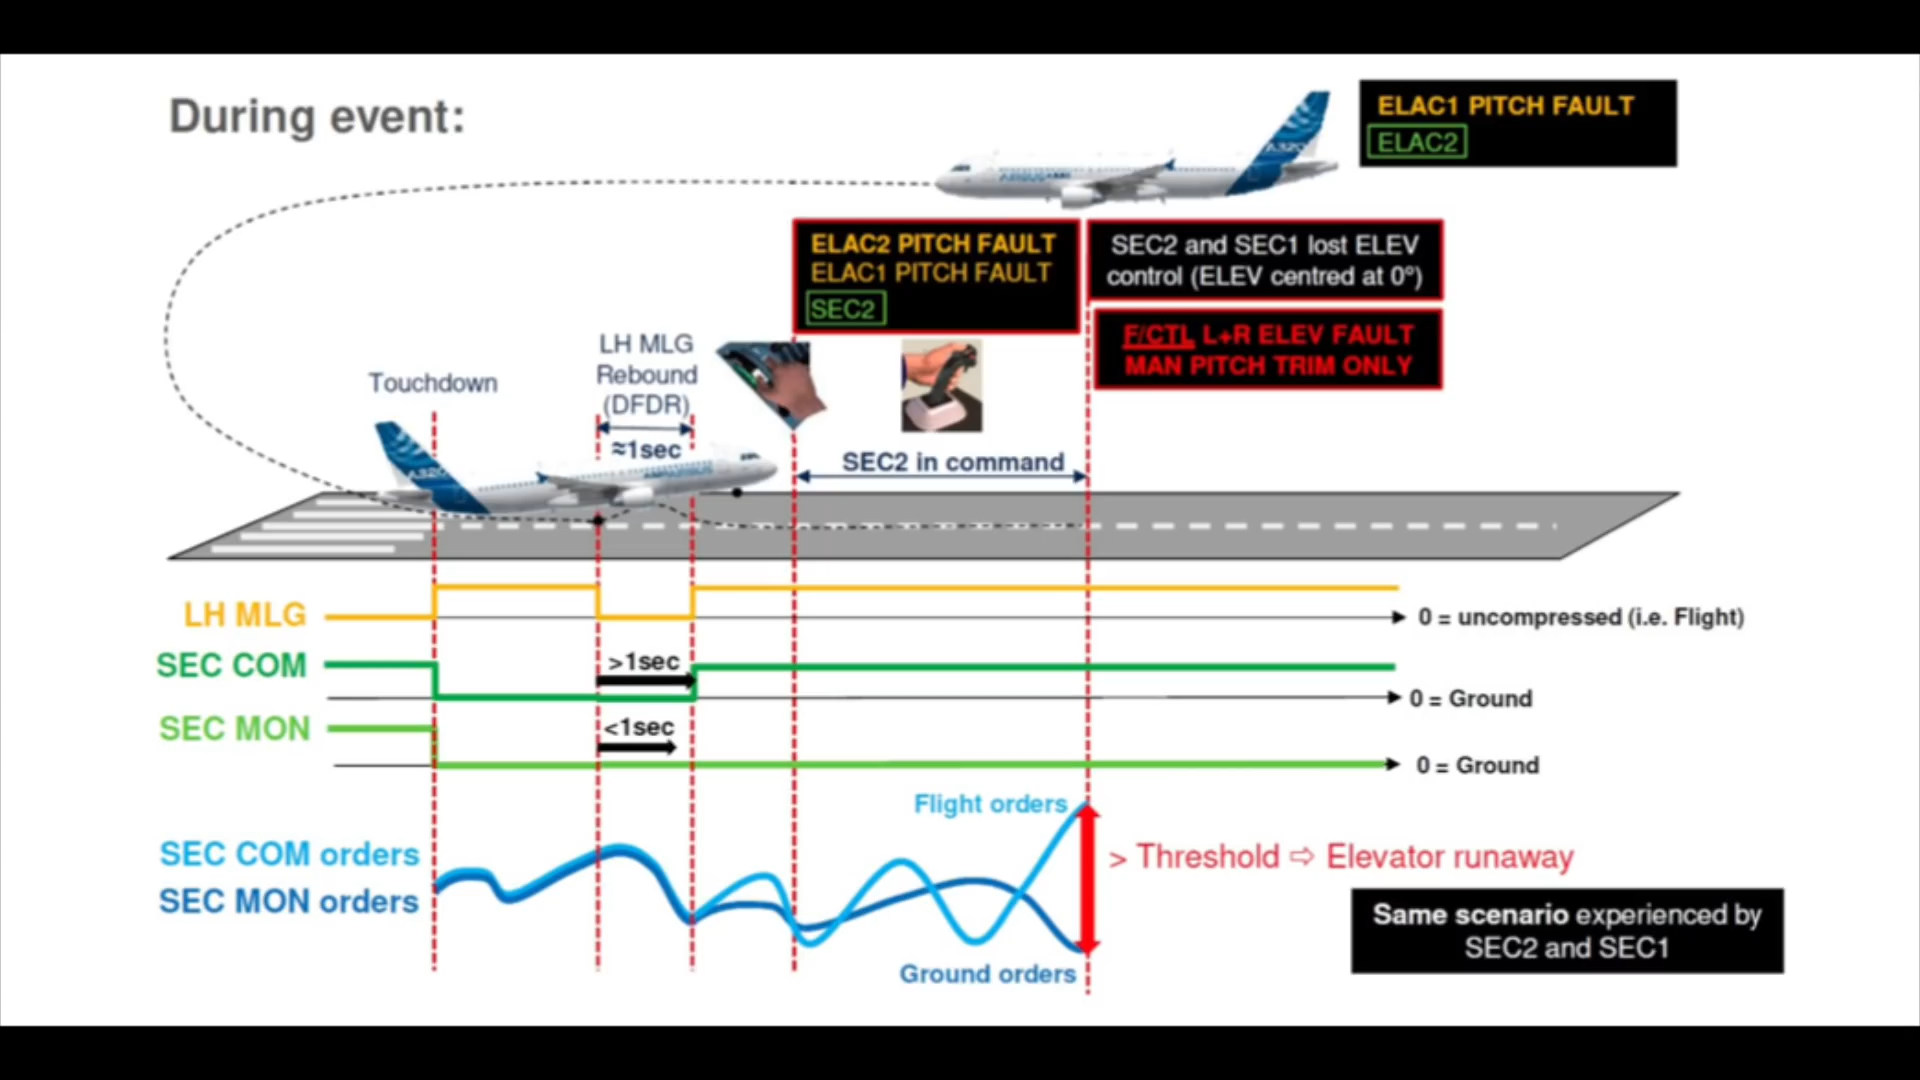 During event:
ELAC1 PITCH FAULT
ELAC2
A320
ELAC2 PITCH FAULT
ELAC1 PITCH FAULT
SEC2
SEC2 and SEC1 lost ELEV
control (ELEV centred at 0°)
F/CTL L+R ELEV FAULT
MAN PITCH TRIM ONLY
LH MLG
Rebound
(DFDR)
≈1sec
Touchdown
A320
SEC2 in command
LH MLG
0 = uncompressed (i.e. Flight)
SEC COM
>1sec
0 = Ground
SEC MON
<1sec
0 = Ground
Flight orders
SEC COM orders
SEC MON orders
> Threshold ⇨ Elevator runaway
Ground orders
Same scenario experienced by
SEC2 and SEC1